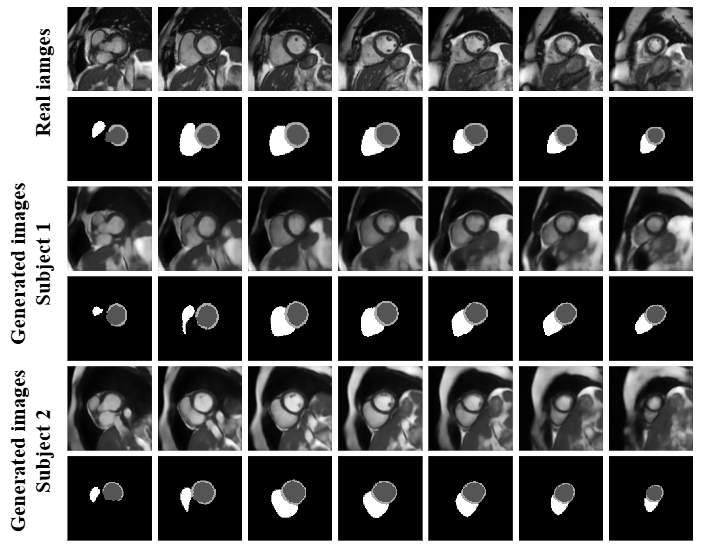 Real iamges
Generated images
Subject 1
Generated images
Subject 2